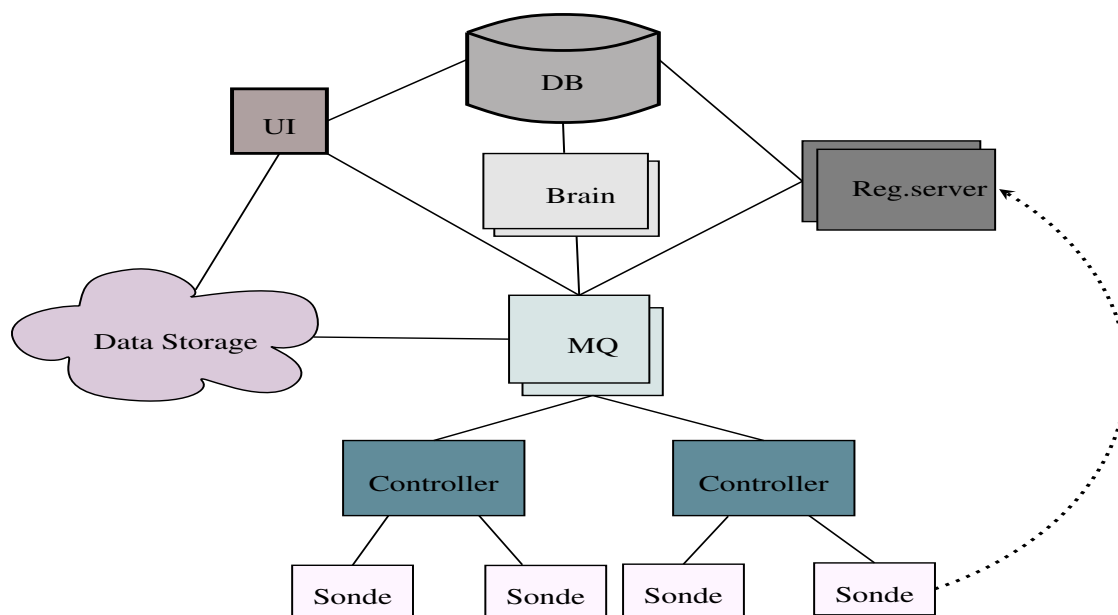 DB
UI
Brain
Reg.server
Data Storage
MQ
Controller
Controller
Sonde
Sonde
Sonde
Sonde